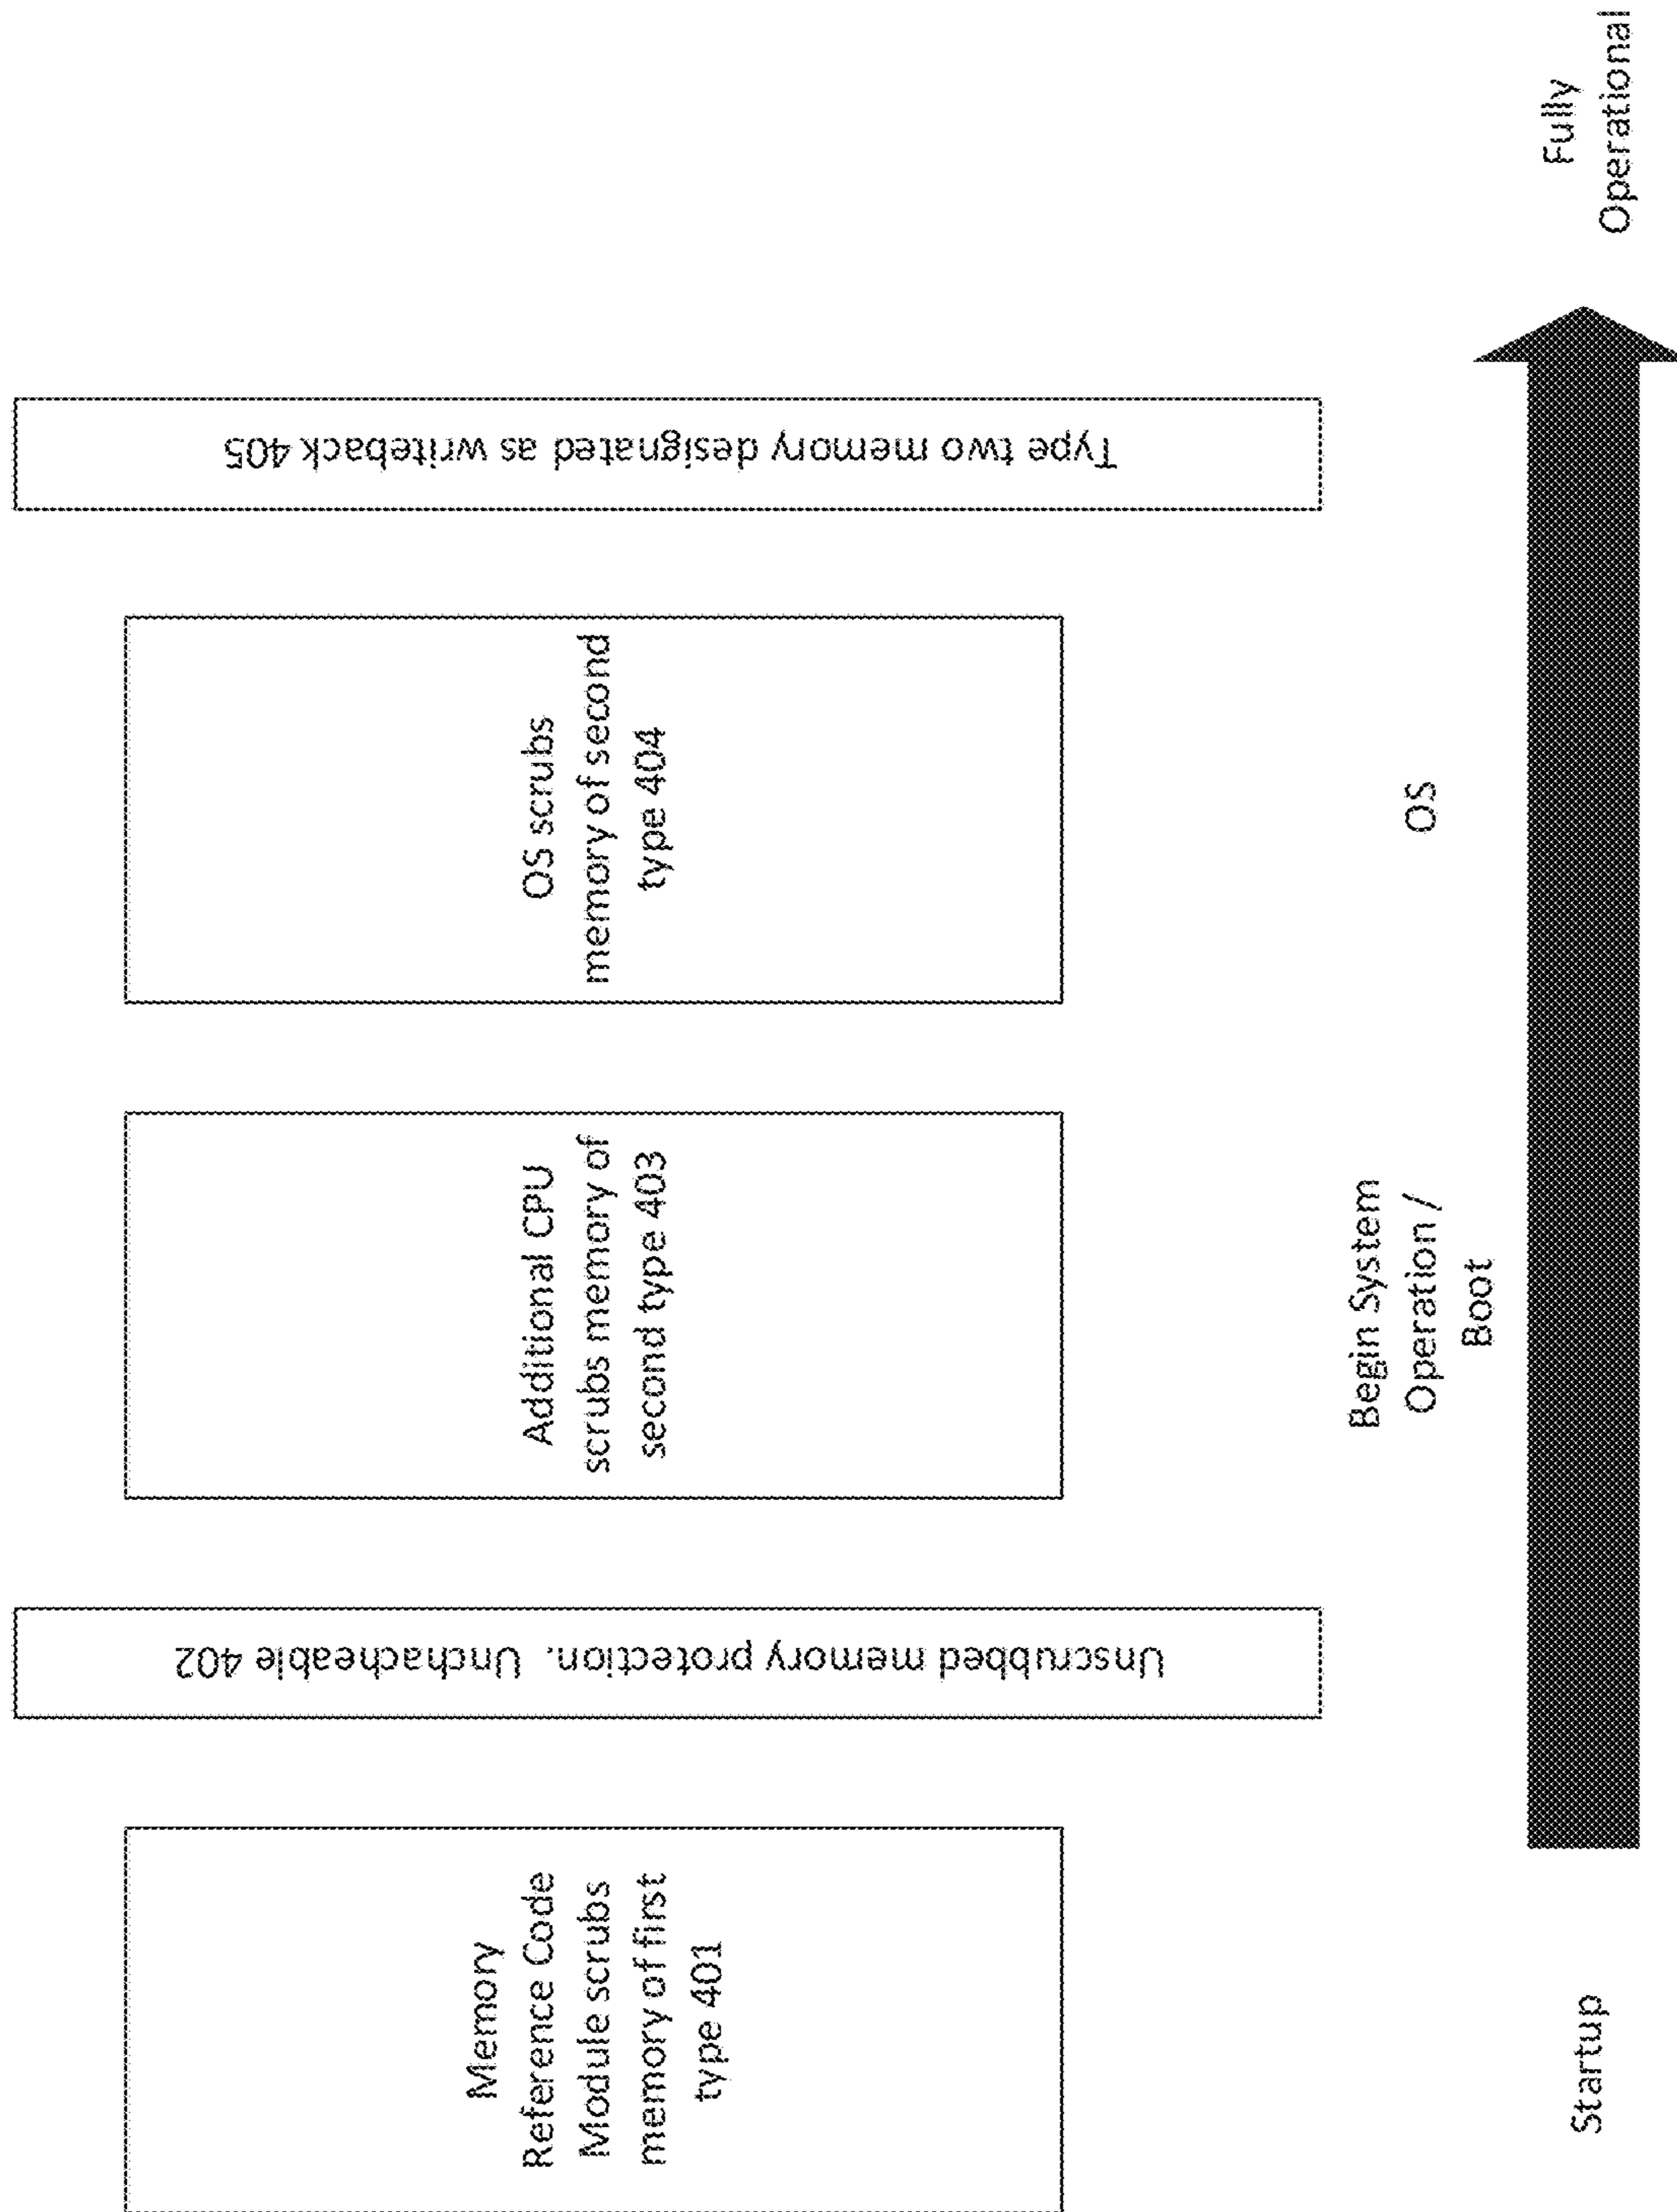 Memory
Reference Code
Module scrubs
memory of first
type 401
Unscrubbed memory protection. Unchacheable 402
Additional CPU
scrubs memory of
second type 403
OS scrubs
memory of second
type 404
Type two memory designated as writeback 405
Startup
Begin System
Operation /
Boot
OS
Fully
Operational